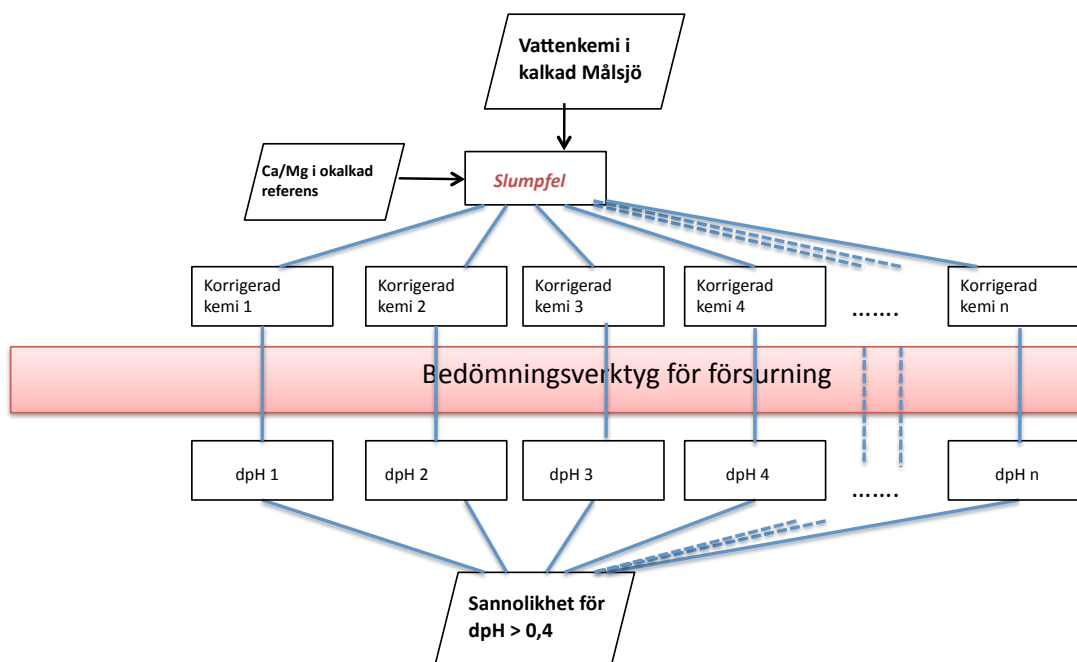 Vattenkemi i
kalkad Målsjö
Ca/Mg i okalkad
referens
Slumpfel
Korrigerad
kemi 1
Korrigerad
kemi 2
Korrigerad
kemi 3
Korrigerad
kemi 4
…….
Korrigerad
kemi n
Bedömningsverktyg för försurning
dpH 1
dpH 2
dpH 3
dpH 4
…….
dpH n
Sannolikhet för
dpH > 0,4